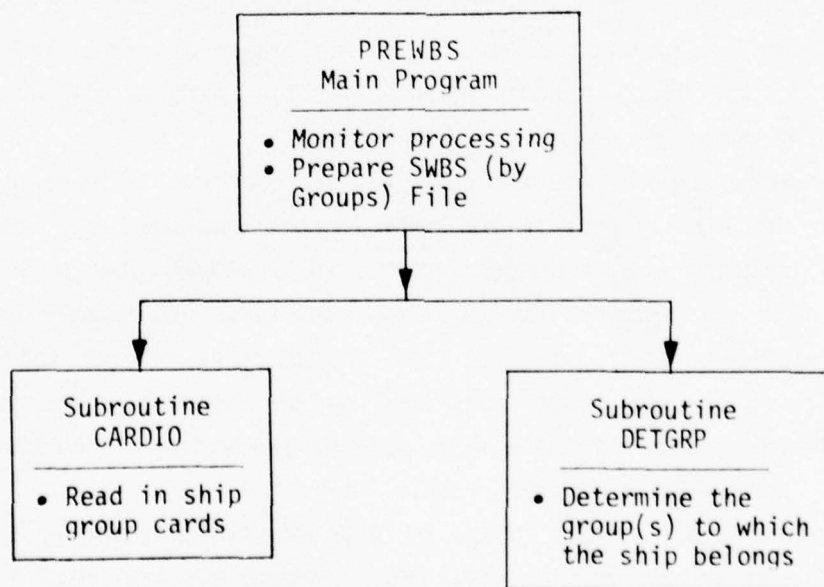 PREWBS
Main Program
• Monitor processing
• Prepare SWBS (by
Groups) File
Subroutine
CARDIO
• Read in ship
group cards
Subroutine
DETGRP
• Determine the
group(s) to which
the ship belongs